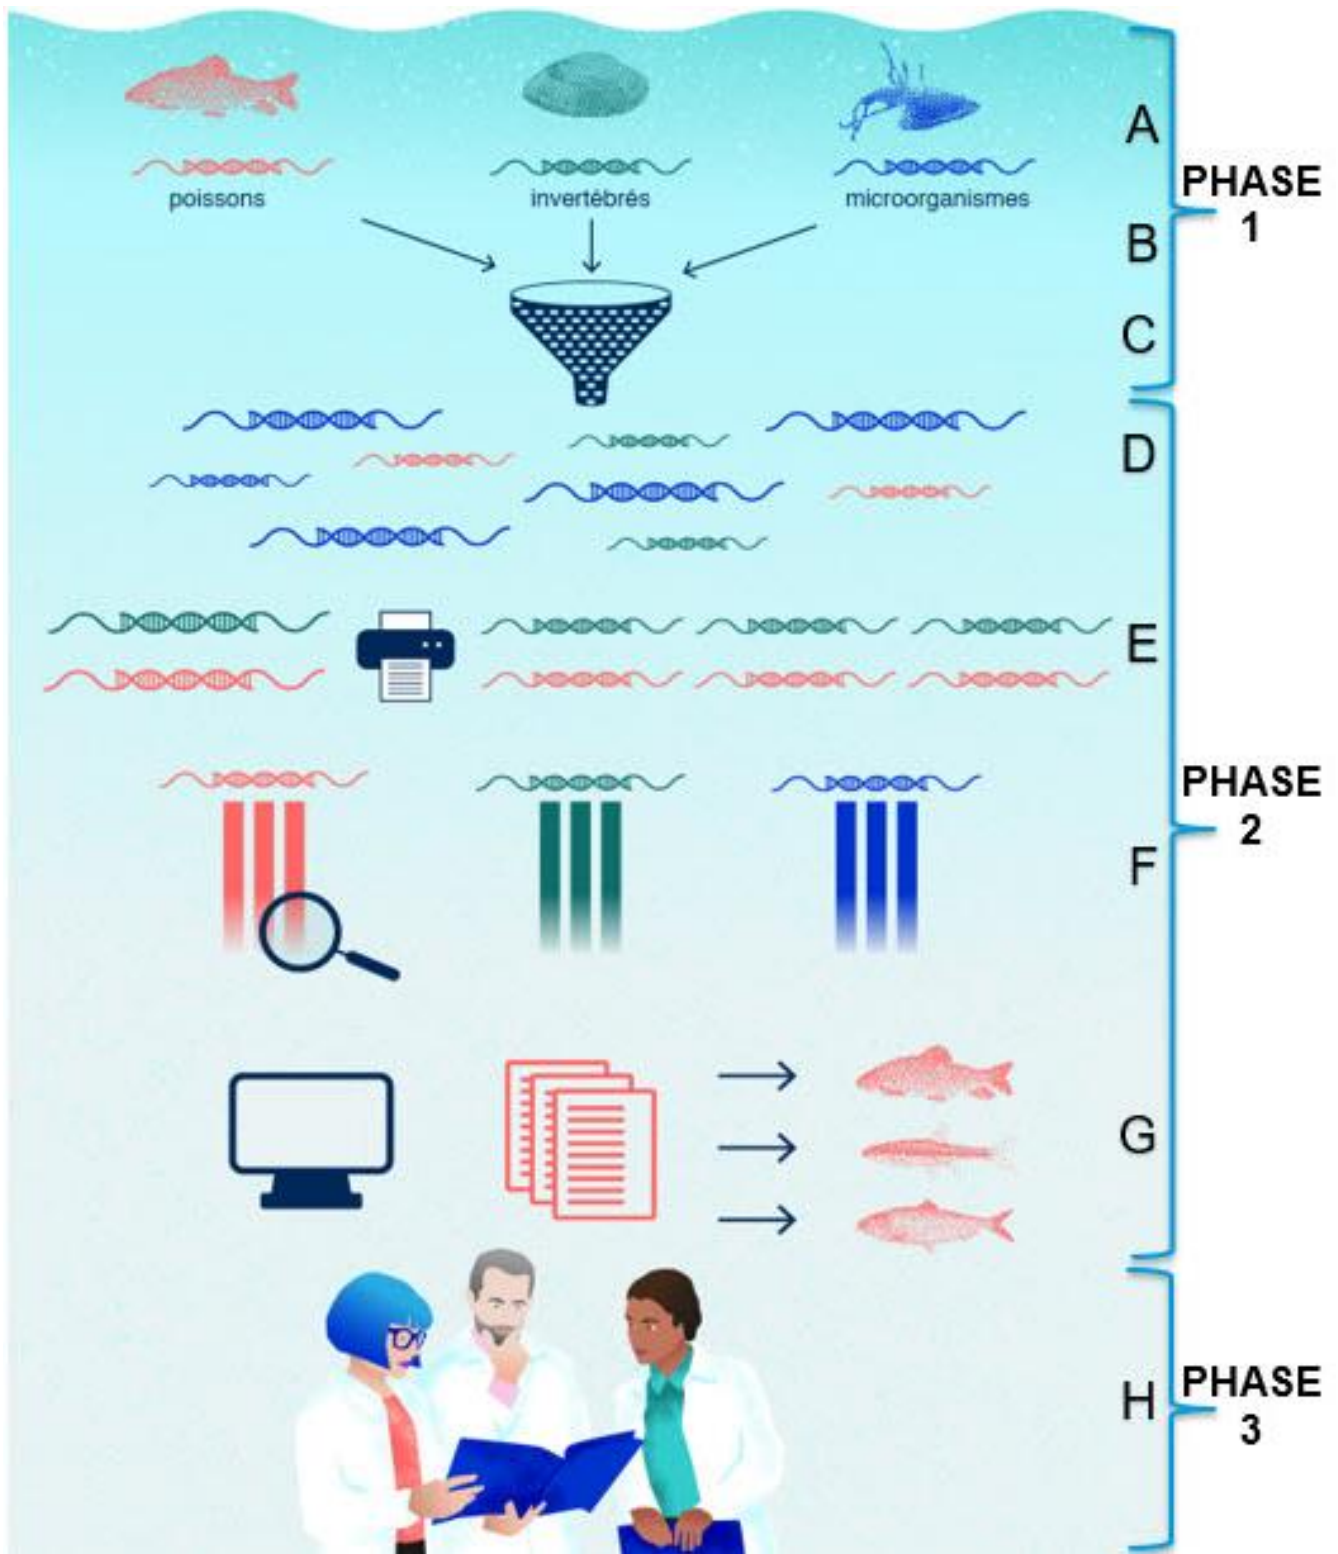 A
poissons
invertébrés
microorganismes
PHASE
1
B
C
D
E
PHASE
2
F
G
H
PHASE
3